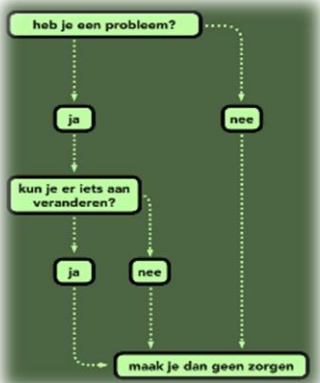 heb je een probleem?
ja
nee
kun je er iets aan
veranderen?
ja
nee
maak je dan geen zorgen